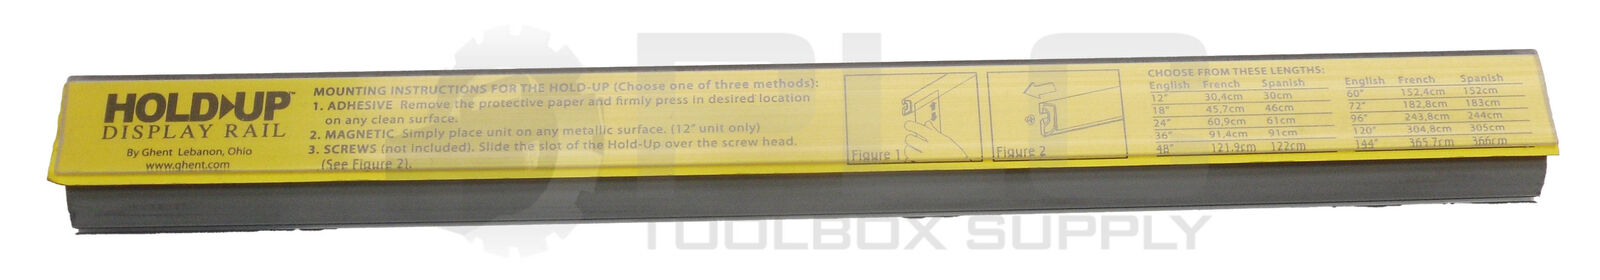 HOLD▶UP™
DISPLAY RAIL
By Ghent Lebanon, Ohio
www.ghent.com
MOUNTING INSTRUCTIONS FOR THE HOLD-UP (Choose one of three methods):
1. ADHESIVE Remove the protective paper and firmly press in desired location
on any clean surface.
2. MAGNETIC Simply place unit on any metallic surface. (12" unit only)
3. SCREWS (not included). Slide the slot of the Hold-Up over the screw head.
(See Figure 2).
Figure 1
Figure 2
CHOOSE FROM THESE LENGTHS:
English French Spanish
12" 30,4cm 30cm
18" 45,7cm 46cm
24" 60,9cm 61cm
36" 91,4cm 91cm
48" 121,9cm 122cm
English French Spanish
60" 152,4cm 152cm
72" 182,8cm 183cm
96" 243,8cm 244cm
120" 304,8cm 305cm
144" 365,7cm 366cm
TOOLBOX SUPPLY